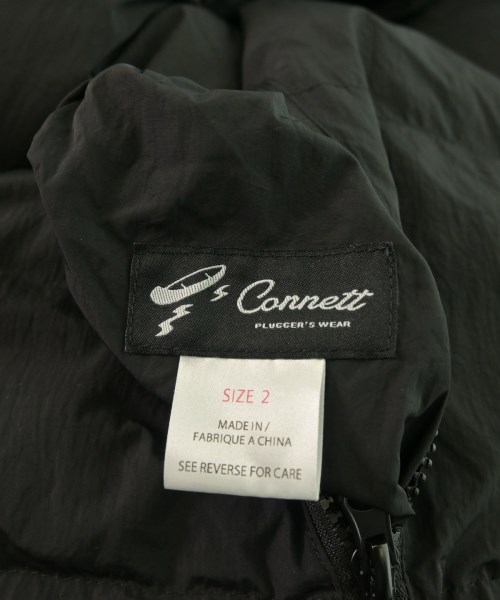 Connett
PLUGGER'S WEAR
SIZE 2
MADE IN /
FABRIQUE A CHINA
SEE REVERSE FOR CARE